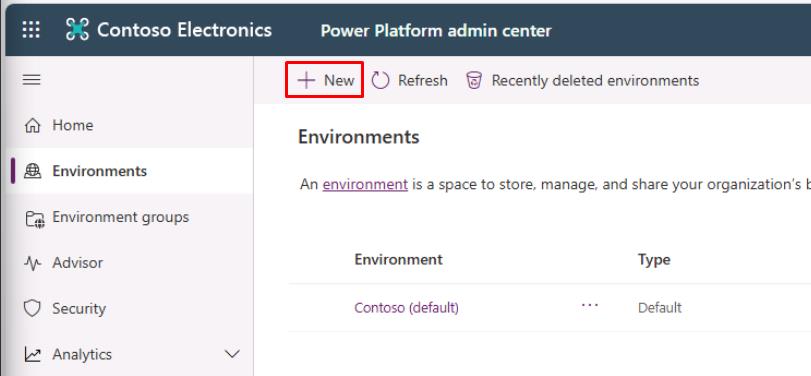 Contoso Electronics
Power Platform admin center
New
Refresh
Recently deleted environments
Home
Environments
Environment groups
Advisor
Security
Analytics
Environments
An environment is a space to store, manage, and share your organization's
Environment
Type
Contoso (default)
...
Default